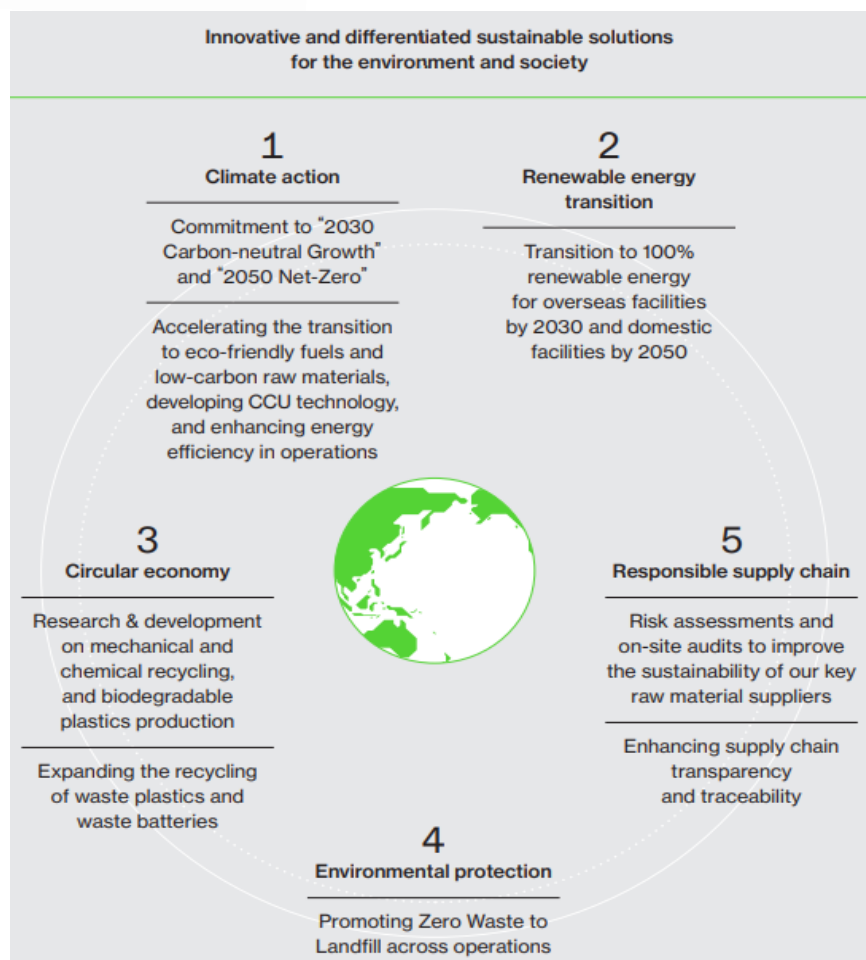 Innovative and differentiated sustainable solutions
for the environment and society
1
Climate action
Commitment to “2030
Carbon-neutral Growth”
and “2050 Net-Zero”
Accelerating the transition
to eco-friendly fuels and
low-carbon raw materials,
developing CCU technology,
and enhancing energy
efficiency in operations
2
Renewable energy
transition
Transition to 100%
renewable energy
for overseas facilities
by 2030 and domestic
facilities by 2050
3
Circular economy
Research & development
on mechanical and
chemical recycling,
and biodegradable
plastics production
Expanding the recycling
of waste plastics and
waste batteries
4
Environmental protection
Promoting Zero Waste to
Landfill across operations
5
Responsible supply chain
Risk assessments and
on-site audits to improve
the sustainability of our key
raw material suppliers
Enhancing supply chain
transparency
and traceability